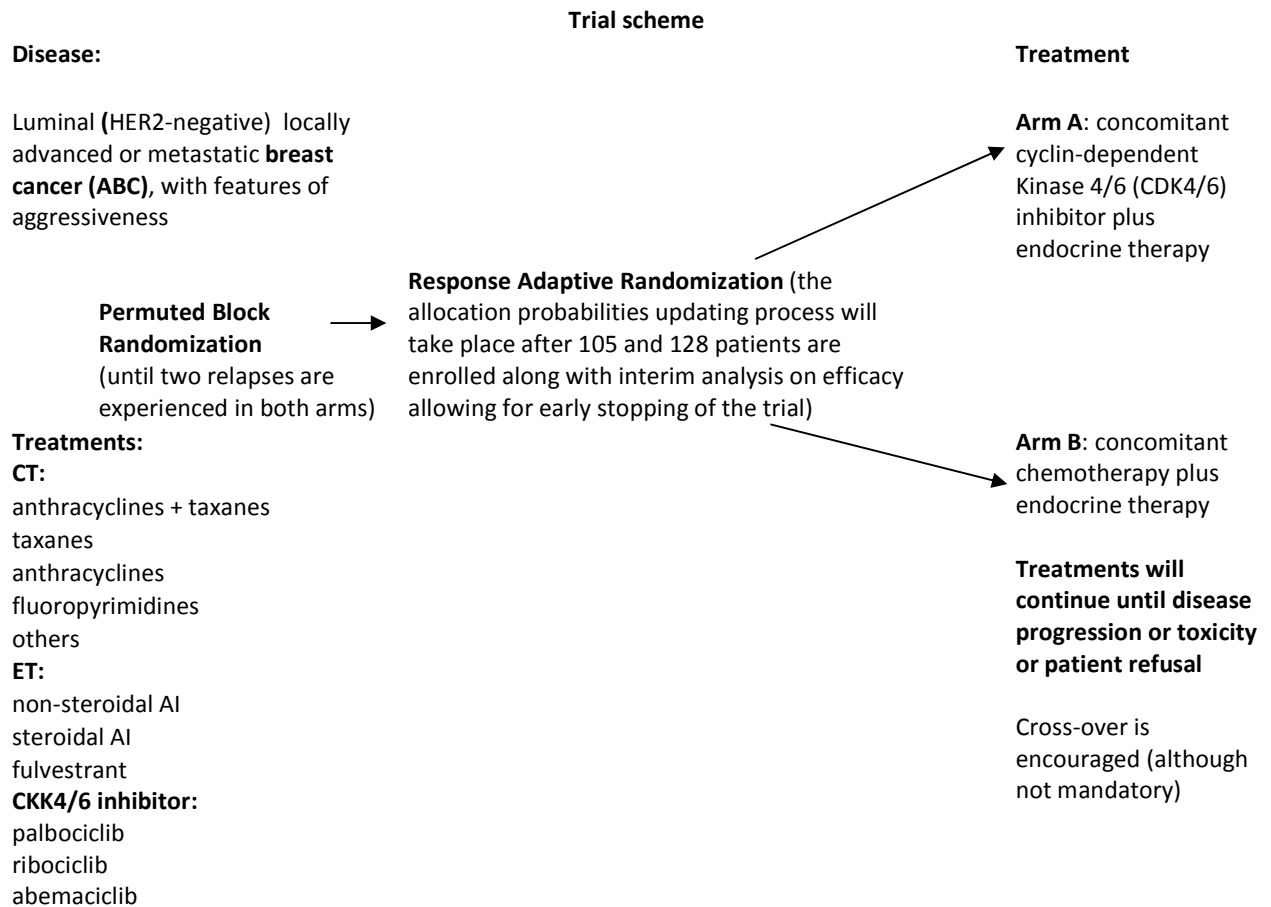 Trial scheme
Disease:
Luminal (HER2-negative) locally
advanced or metastatic breast
cancer (ABC), with features of
aggressiveness
Permuted Block
Randomization
(until two relapses are
experienced in both arms)
Response Adaptive Randomization (the
allocation probabilities updating process will
take place after 105 and 128 patients are
enrolled along with interim analysis on efficacy
allowing for early stopping of the trial)
Treatment
Arm A: concomitant
cyclin-dependent
Kinase 4/6 (CDK4/6)
inhibitor plus
endocrine therapy
Arm B: concomitant
chemotherapy plus
endocrine therapy
Treatments will
continue until disease
progression or toxicity
or patient refusal
Cross-over is
encouraged (although
not mandatory)
Treatments:
CT:
anthracyclines + taxanes
taxanes
anthracyclines
fluoropyrimidines
others
ET:
non-steroidal AI
steroidal AI
fulvestrant
CKK4/6 inhibitor:
palbociclib
ribociclib
abemaciclib